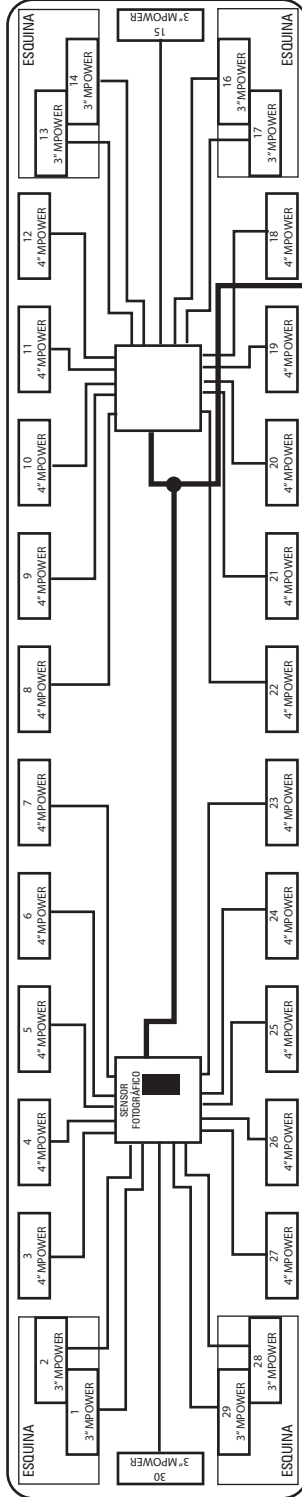 ESQUINA
1
3” MPOWER
2
3” MPOWER
3
4” MPOWER
4
4” MPOWER
5
4” MPOWER
6
4” MPOWER
7
4” MPOWER
8
4” MPOWER
9
4” MPOWER
10
4” MPOWER
11
4” MPOWER
12
4” MPOWER
ESQUINA
13
3” MPOWER
14
3” MPOWER
30
3” MPOWER
SENSOR
FOTOGRÁFICO
15
3” MPOWER
ESQUINA
29
3” MPOWER
28
3” MPOWER
27
4” MPOWER
26
4” MPOWER
25
4” MPOWER
24
4” MPOWER
23
4” MPOWER
22
4” MPOWER
21
4” MPOWER
20
4” MPOWER
19
4” MPOWER
18
4” MPOWER
ESQUINA
16
3” MPOWER
17
3” MPOWER